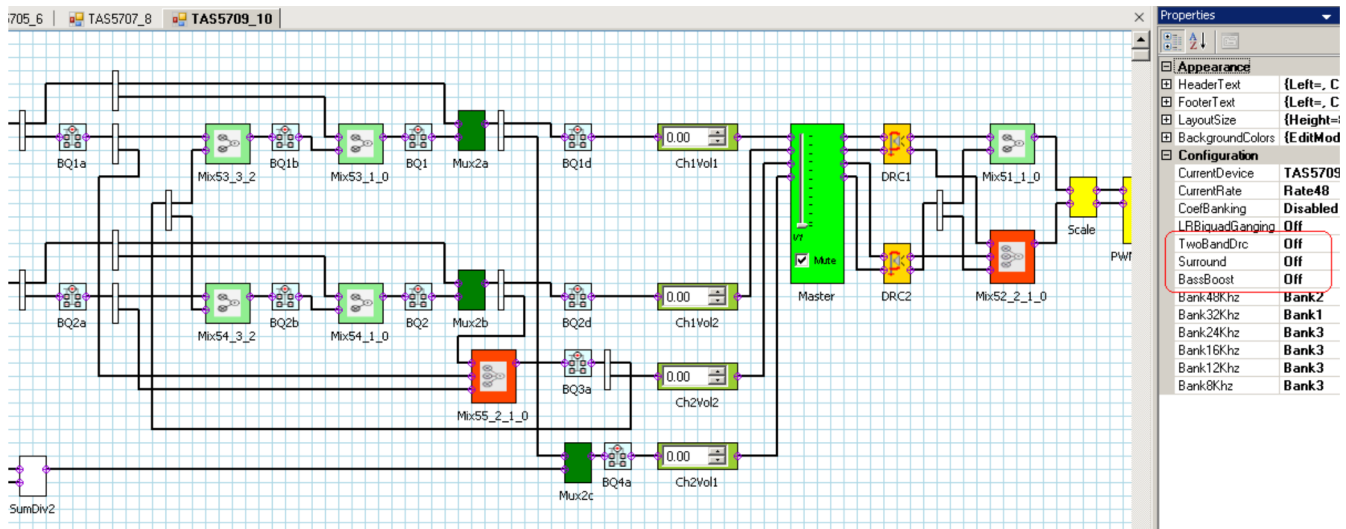 5705_6 TAS5707_8 TAS5709_10
BQ1a
Mix53_3_2
BQ1b
Mix53_1_0
BQ1
Mux2a
BQ1d
0.00
Ch1Vol1
DRC1
Mix51_1_0
Scale
Mute
Master
DRC2
Mix52_2_1_0
BQ2a
Mix54_3_2
BQ2b
Mix54_1_0
BQ2
Mux2b
BQ2d
0.00
Ch1Vol2
Mix55_2_1_0
BQ3a
0.00
Ch2Vol2
SumDiv2
Mux2c
BQ4a
0.00
Ch2Vol1
Properties
Appearance
HeaderText {Left=, C
FooterText {Left=, C
LayoutSize {Height=
BackgroundColors {EditMod
Configuration
CurrentDevice TAS5709
CurrentRate Rate48
CoefBanking Disabled
LRBiquadGanging Off
TwoBandDrc Off
Surround Off
BassBoost Off
Bank48Khz Bank2
Bank32Khz Bank1
Bank24Khz Bank3
Bank16Khz Bank3
Bank12Khz Bank3
Bank8Khz Bank3